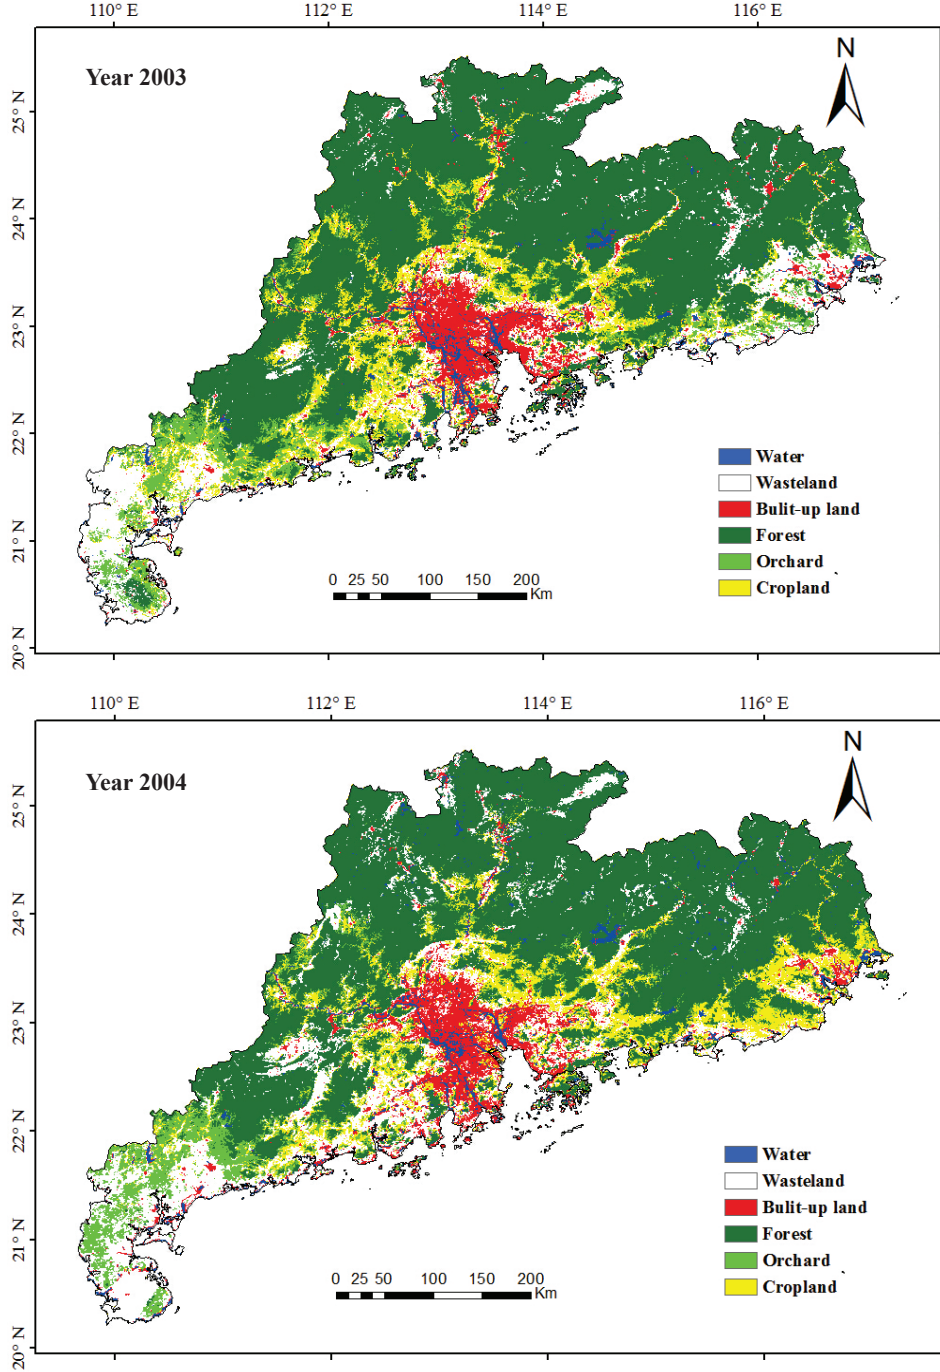 110° E 112° E 114° E 116° E
N
Year 2003
25° N
24° N
23° N
22° N
21° N
20° N
Water
Wasteland
Bulit-up land
Forest
Orchard
Cropland
0 25 50 100 150 200
Km
110° E 112° E 114° E 116° E
N
Year 2004
25° N
24° N
23° N
22° N
21° N
20° N
Water
Wasteland
Bulit-up land
Forest
Orchard
Cropland
0 25 50 100 150 200
Km